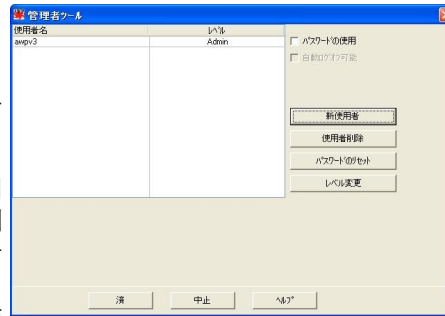 管理者ツール
使用者名 レベル
awpv3 Admin
パスワードの使用
自動ログオフ可能
新使用者
使用者削除
パスワードのリセット
レベル変更
済 中止 ヘルプ